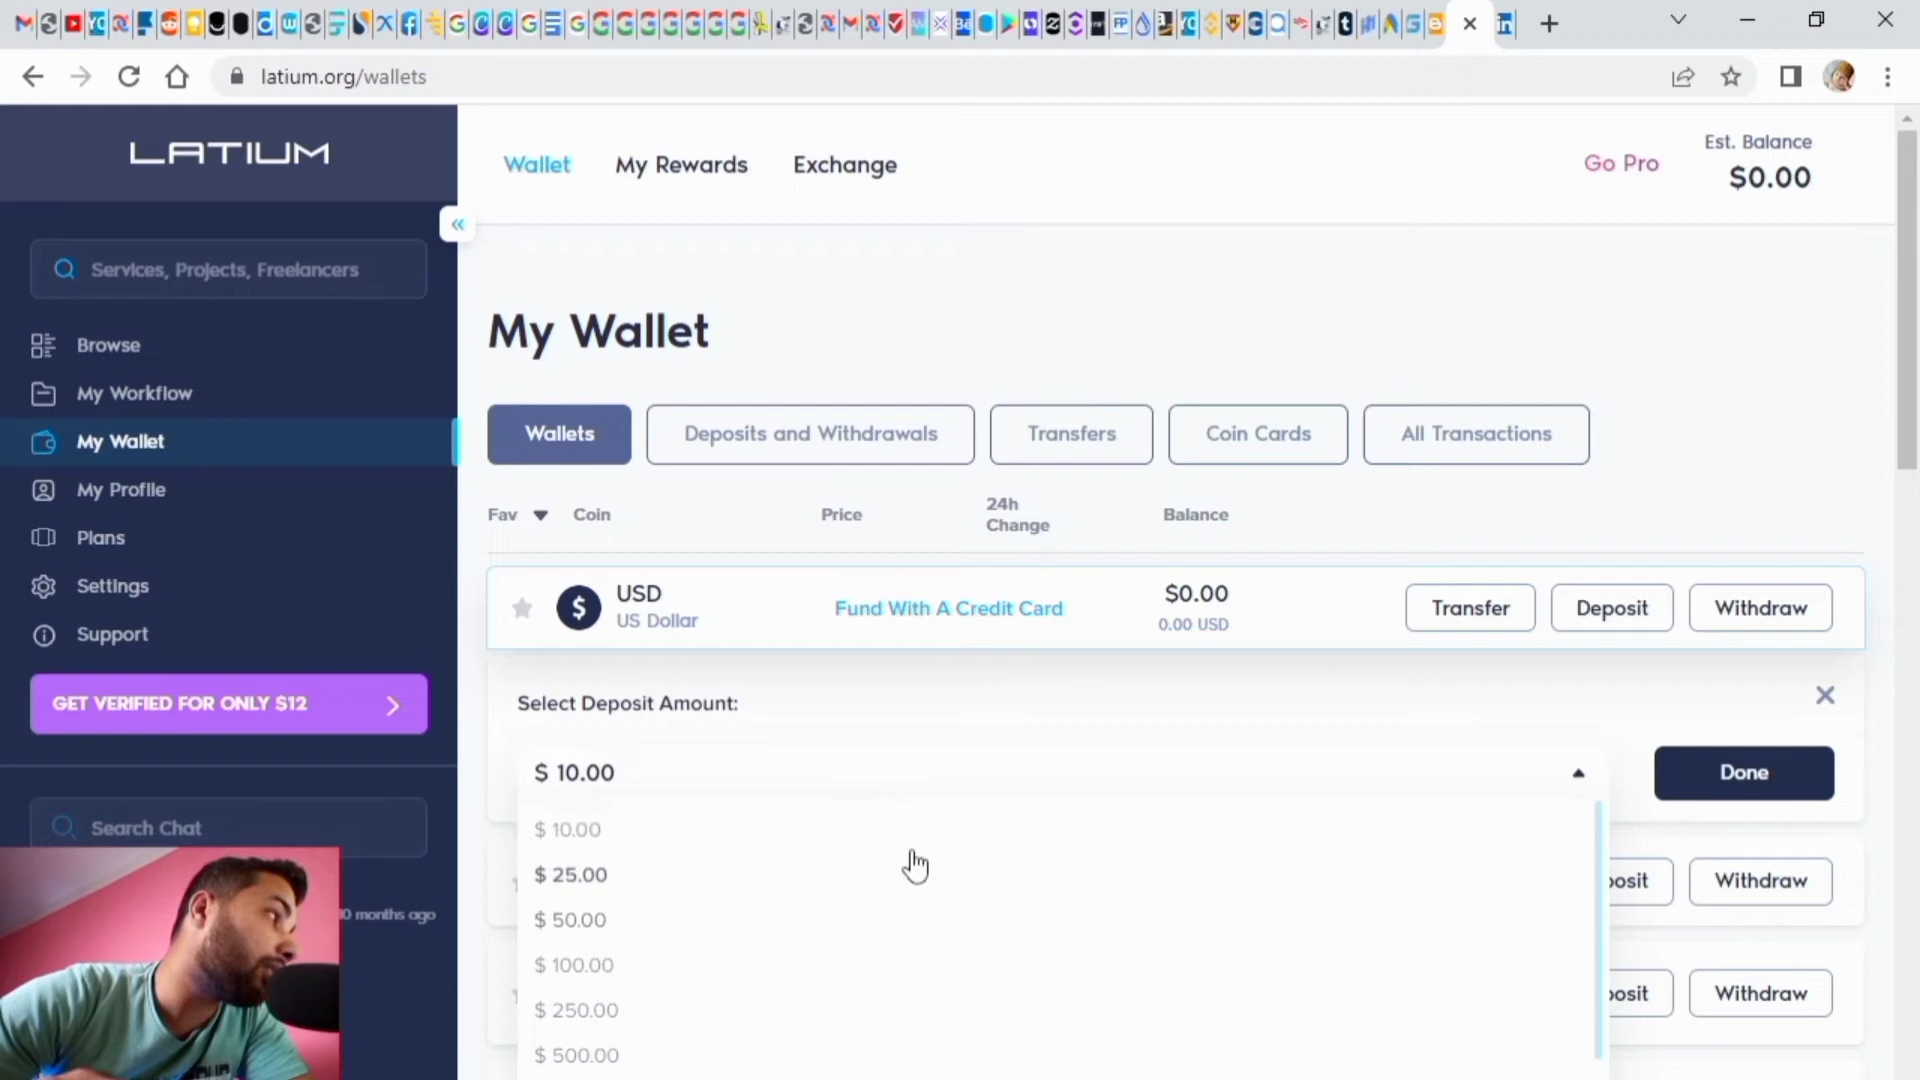 latium.org/wallets
LATIUM
Wallet
My Rewards
Exchange
Go Pro
Est. Balance
$0.00
Services, Projects, Freelancers
Browse
My Workflow
My Wallet
My Profile
Plans
Settings
Support
GET VERIFIED FOR ONLY $12
Search Chat
10 months ago
My Wallet
Wallets
Deposits and Withdrawals
Transfers
Coin Cards
All Transactions
Fav
Coin
Price
24h
Change
Balance
USD
US Dollar
Fund With A Credit Card
$0.00
0.00 USD
Transfer
Deposit
Withdraw
Select Deposit Amount:
$ 10.00
Done
$ 10.00
$ 25.00
$ 50.00
$ 100.00
$ 250.00
$ 500.00
posit
Withdraw
posit
Withdraw